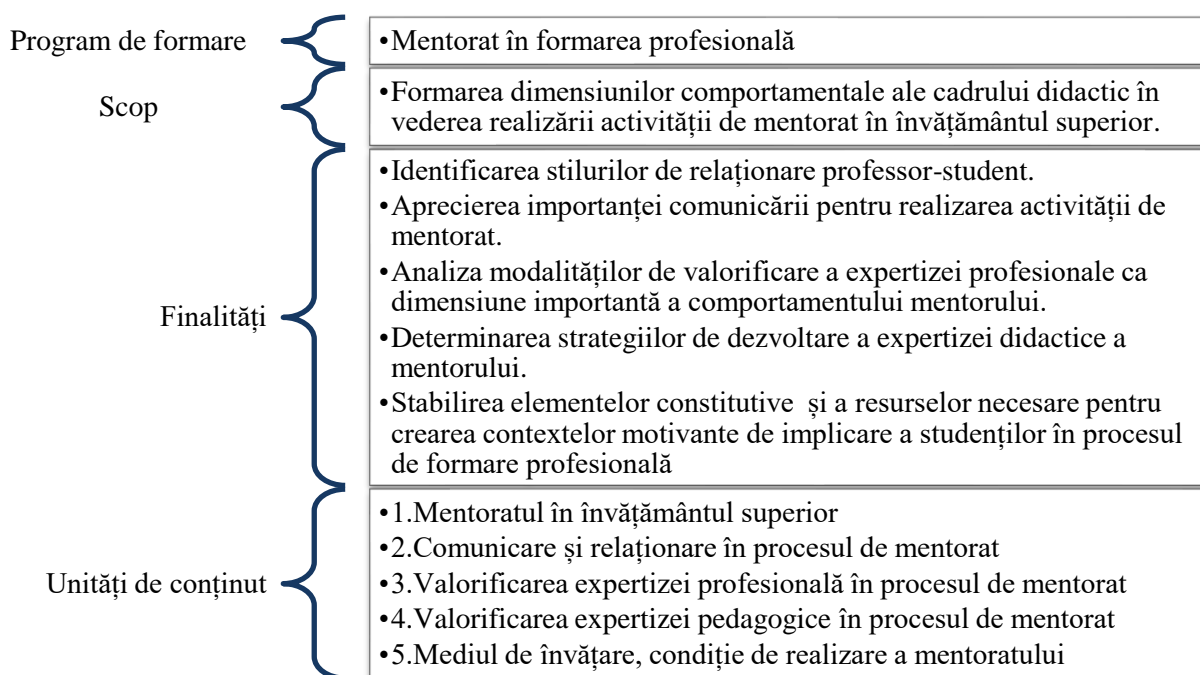 Program de formare
•Mentorat în formarea profesională
Scop
•Formarea dimensiunilor comportamentale ale cadrului didactic în
vederea realizării activității de mentorat în învățământul superior.
Finalități
•Identificarea stilurilor de relaționare professor-student.
•Aprecierea importanței comunicării pentru realizarea activității de
mentorat.
•Analiza modalităților de valorificare a expertizei profesionale ca
dimensiune importantă a comportamentului mentorului.
•Determinarea strategiilor de dezvoltare a expertizei didactice a
mentorului.
•Stabilirea elementelor constitutive și a resurselor necesare pentru
crearea contextelor motivante de implicare a studenților în procesul
de formare profesională
Unități de conținut
•1.Mentoratul în învățământul superior
•2.Comunicare și relaționare în procesul de mentorat
•3.Valorificarea expertizei profesională în procesul de mentorat
•4.Valorificarea expertizei pedagogice în procesul de mentorat
•5.Mediul de învățare, condiție de realizare a mentoratului